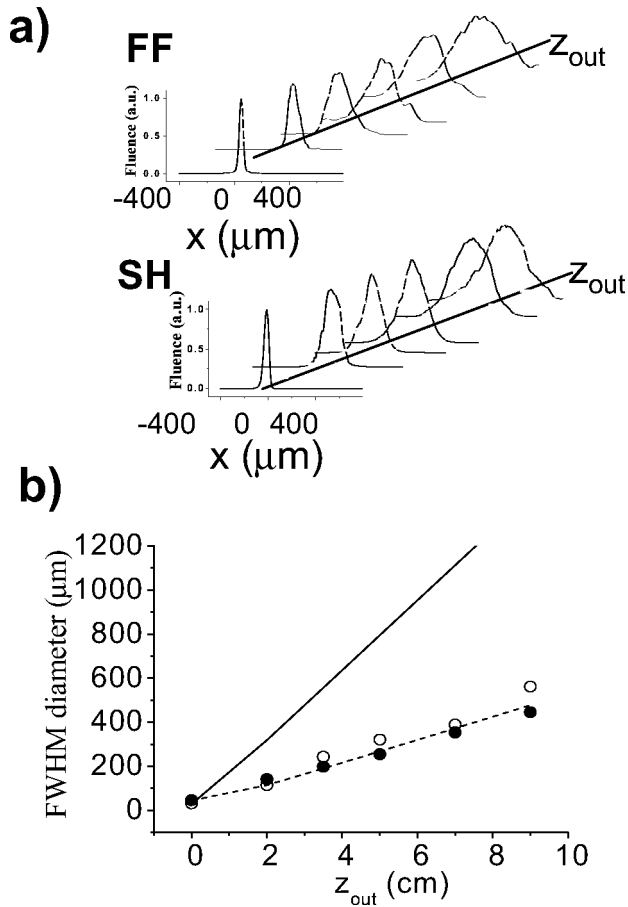 a)
FF
z_out
Fluence (a.u.)
1.0
0.5
0.0
-400 0 400
x (μm)
SH
z_out
Fluence (a.u.)
1.0
0.5
0.0
-400 0 400
x (μm)
b)
FWHM diameter (μm)
1200
1000
800
600
400
200
0
0 2 4 6 8 10
z_out (cm)